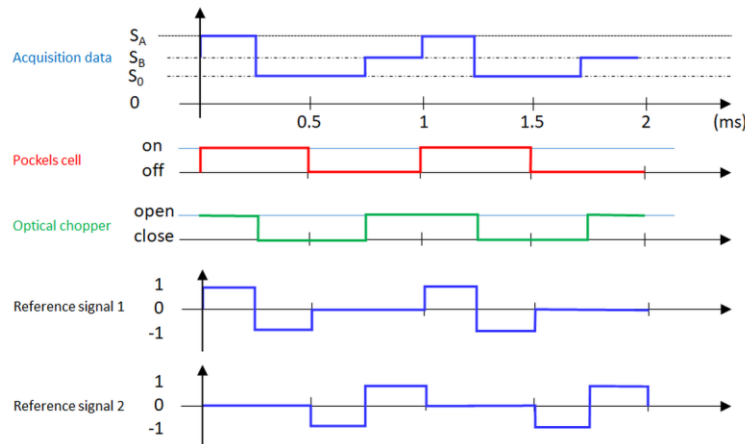 S_A
Acquisition data
S_B
S_0
0
0.5 1 1.5 2 (ms)
on
Pockels cell
off
open
Optical chopper
close
1
Reference signal 1 0
-1
1
Reference signal 2 0
-1